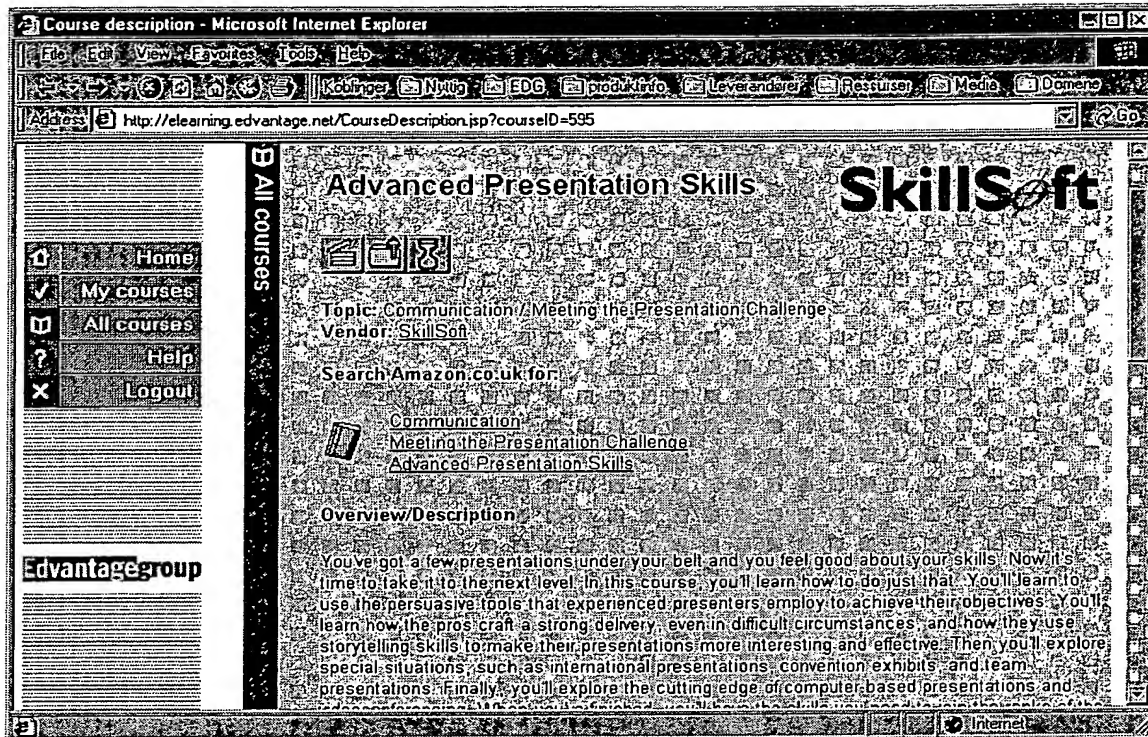 Course description - Microsoft Internet Explorer
File Edit View Favorites Tools Help
Koblinger Nyttig EDG produktinfo Leverandører Ressurser Media Domene
Address http://elearning.edvantage.net/CourseDescription.jsp?courseID=595 Go
All courses
Advanced Presentation Skills
SkillSoft
Home
My courses
All courses
Help
Logout
Topic: Communication / Meeting the Presentation Challenge
Vendor: SkillSoft
Search Amazon.co.uk for:
Communication
Meeting the Presentation Challenge
Advanced Presentation Skills
Overview/Description
Edvantagegroup
You've got a few presentations under your belt and you feel good about your skills. Now it's
time to take it to the next level. In this course, you'll learn how to do just that. You'll learn to
use the persuasive tools that experienced presenters employ to achieve their objectives. You'll
learn how the pros craft a strong delivery, even in difficult circumstances, and how they use
storytelling skills to make their presentations more interesting and effective. Then you'll explore
special situations, such as international presentations, convention exhibits, and team
presentations. Finally, you'll explore the cutting edge of computer-based presentations and
Internet